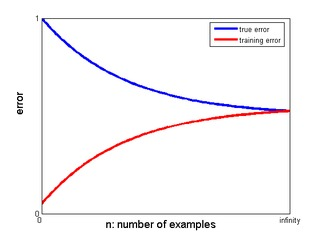 1
true error
training error
error
0
0
infinity
n: number of examples